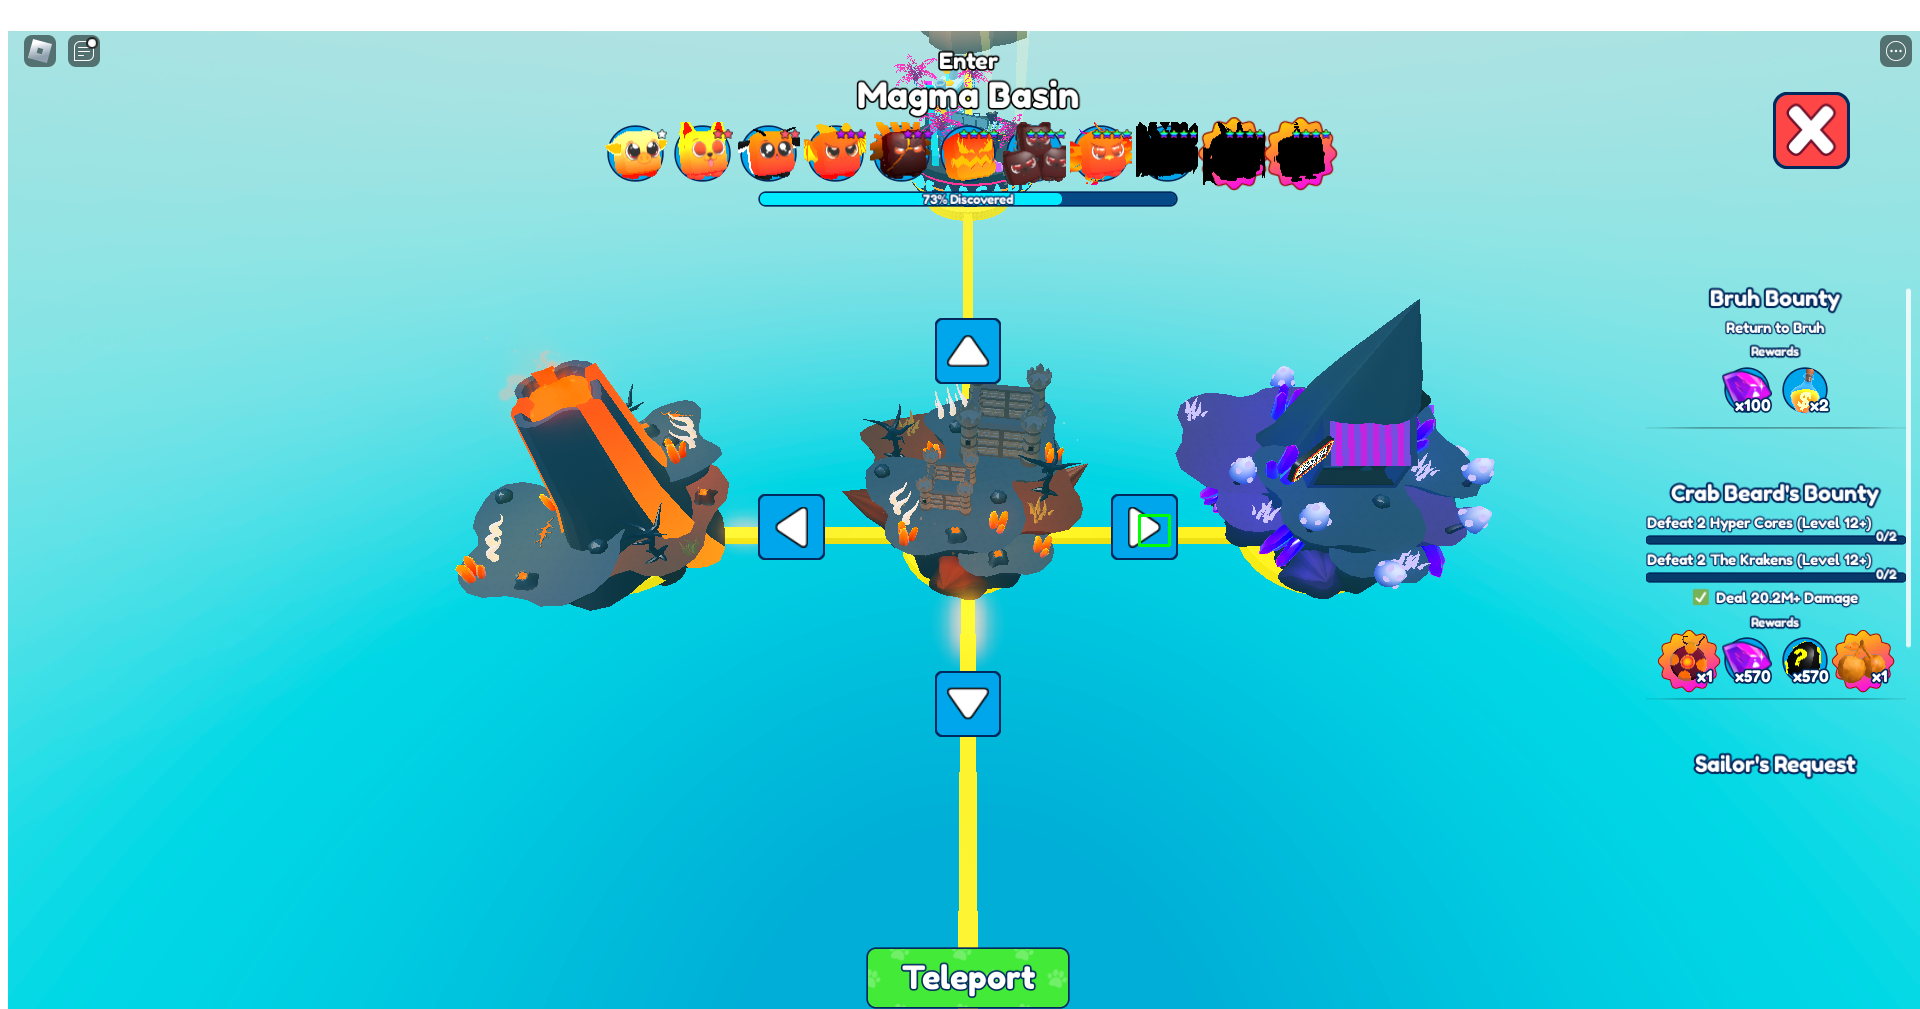 Enter
Magma Basin
73% Discovered
Bruh Bounty
Return to Bruh
Rewards
x100
x2
Crab Beard's Bounty
Defeat 2 Hyper Cores (Level 12+)
0/2
Defeat 2 The Krakens (Level 12+)
0/2
Deal 20.2M+ Damage
Rewards
x1
x570
?
x570
x1
Sailor's Request
Teleport